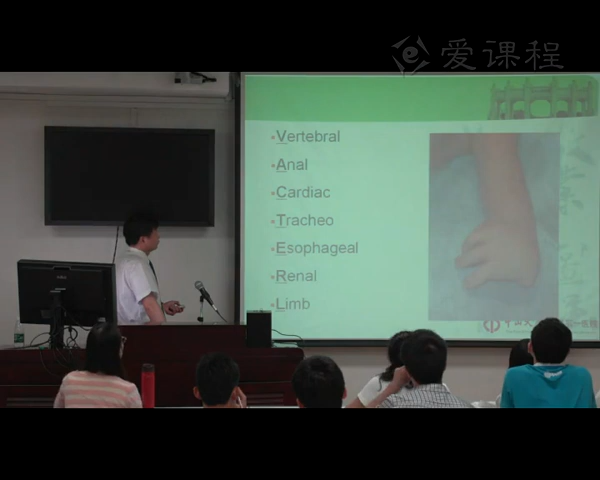 爱课程
•Vertebral
•Anal
•Cardiac
•Tracheo
•Esophageal
•Renal
•Limb